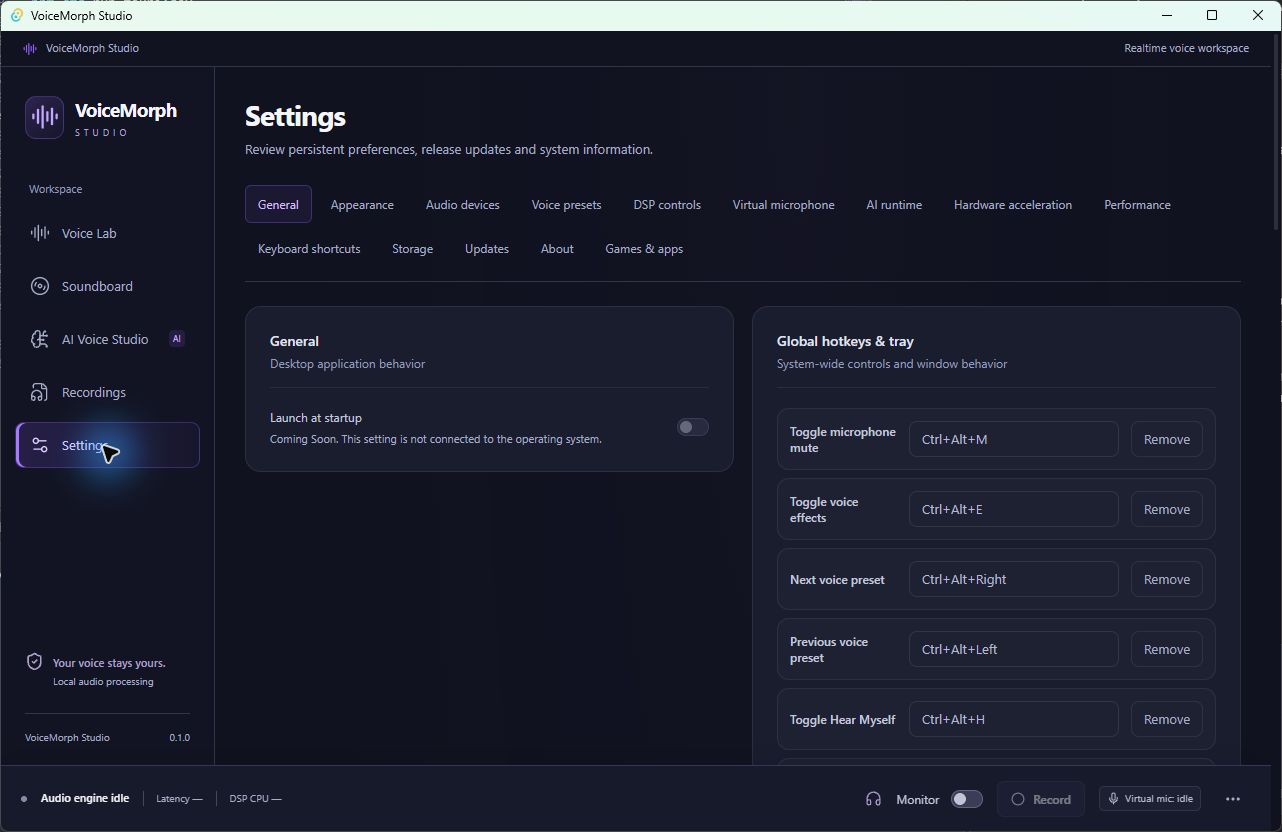 VoiceMorph Studio
VoiceMorph Studio
Realtime voice workspace
VoiceMorph
STUDIO
Workspace
Voice Lab
Soundboard
AI Voice Studio AI
Recordings
Settings
Your voice stays yours.
Local audio processing
VoiceMorph Studio 0.1.0
Settings
Review persistent preferences, release updates and system information.
General Appearance Audio devices Voice presets DSP controls Virtual microphone AI runtime Hardware acceleration Performance
Keyboard shortcuts Storage Updates About Games & apps
General
Desktop application behavior
Launch at startup
Coming Soon. This setting is not connected to the operating system.
Global hotkeys & tray
System-wide controls and window behavior
Toggle microphone
mute
Ctrl+Alt+M
Remove
Toggle voice
effects
Ctrl+Alt+E
Remove
Next voice preset
Ctrl+Alt+Right
Remove
Previous voice
preset
Ctrl+Alt+Left
Remove
Toggle Hear Myself
Ctrl+Alt+H
Remove
Audio engine idle Latency — DSP CPU —
Monitor Record Virtual mic: idle